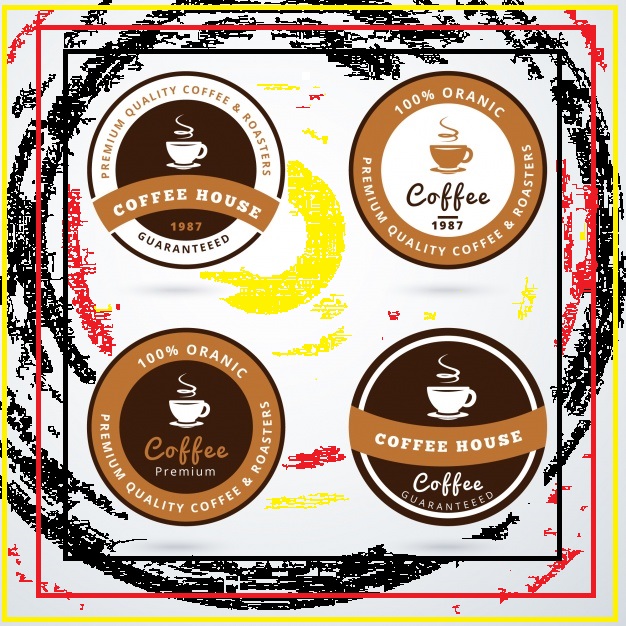 PREMIUM QUALITY COFFEE & ROASTERS
COFFEE HOUSE
1987
GUARANTEEED
100% ORANIC
Coffee
1987
PREMIUM QUALITY COFFEE & ROASTERS
100% ORANIC
Coffee
Premium
PREMIUM QUALITY COFFEE & ROASTERS
COFFEE HOUSE
Coffee
GUARANTEEED